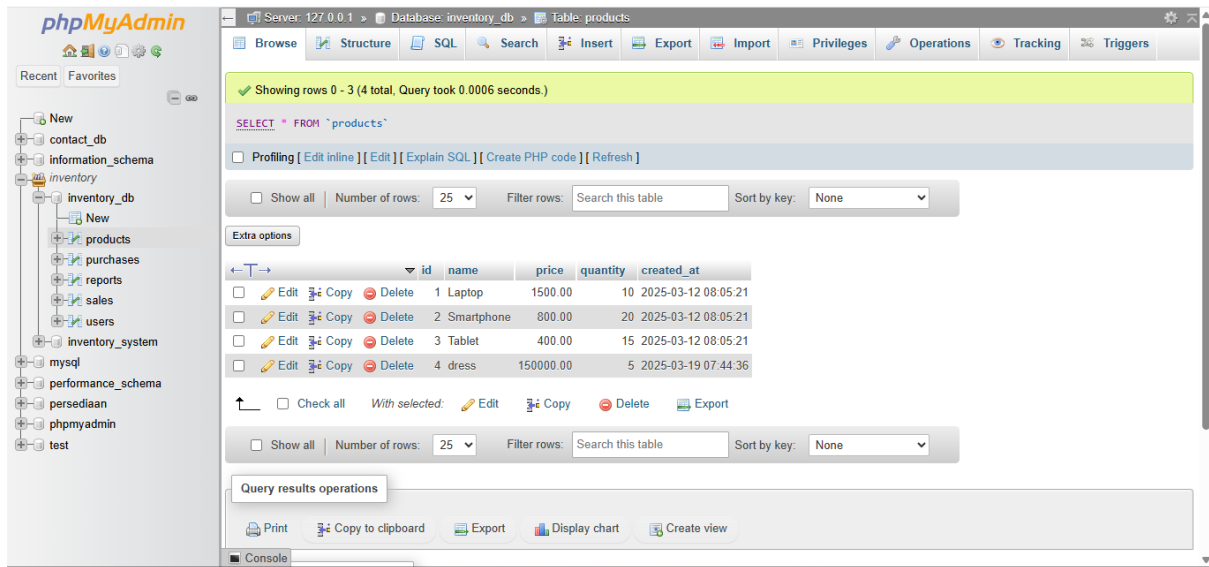 phpMyAdmin
Recent Favorites
New
contact_db
information_schema
inventory
inventory_db
New
products
purchases
reports
sales
users
inventory_system
mysql
performance_schema
persediaan
phpmyadmin
test
Server: 127.0.0.1 » Database: inventory_db » Table: products
Browse Structure SQL Search Insert Export Import Privileges Operations Tracking Triggers
Showing rows 0 - 3 (4 total, Query took 0.0006 seconds.)
SELECT * FROM `products`
Profiling [ Edit inline ] [ Edit ] [ Explain SQL ] [ Create PHP code ] [ Refresh ]
Show all | Number of rows: 25 Filter rows: Search this table Sort by key: None
Extra options
←T→ id name price quantity created_at
Edit Copy Delete 1 Laptop 1500.00 10 2025-03-12 08:05:21
Edit Copy Delete 2 Smartphone 800.00 20 2025-03-12 08:05:21
Edit Copy Delete 3 Tablet 400.00 15 2025-03-12 08:05:21
Edit Copy Delete 4 dress 150000.00 5 2025-03-19 07:44:36
Check all With selected: Edit Copy Delete Export
Show all | Number of rows: 25 Filter rows: Search this table Sort by key: None
Query results operations
Print Copy to clipboard Export Display chart Create view
Console